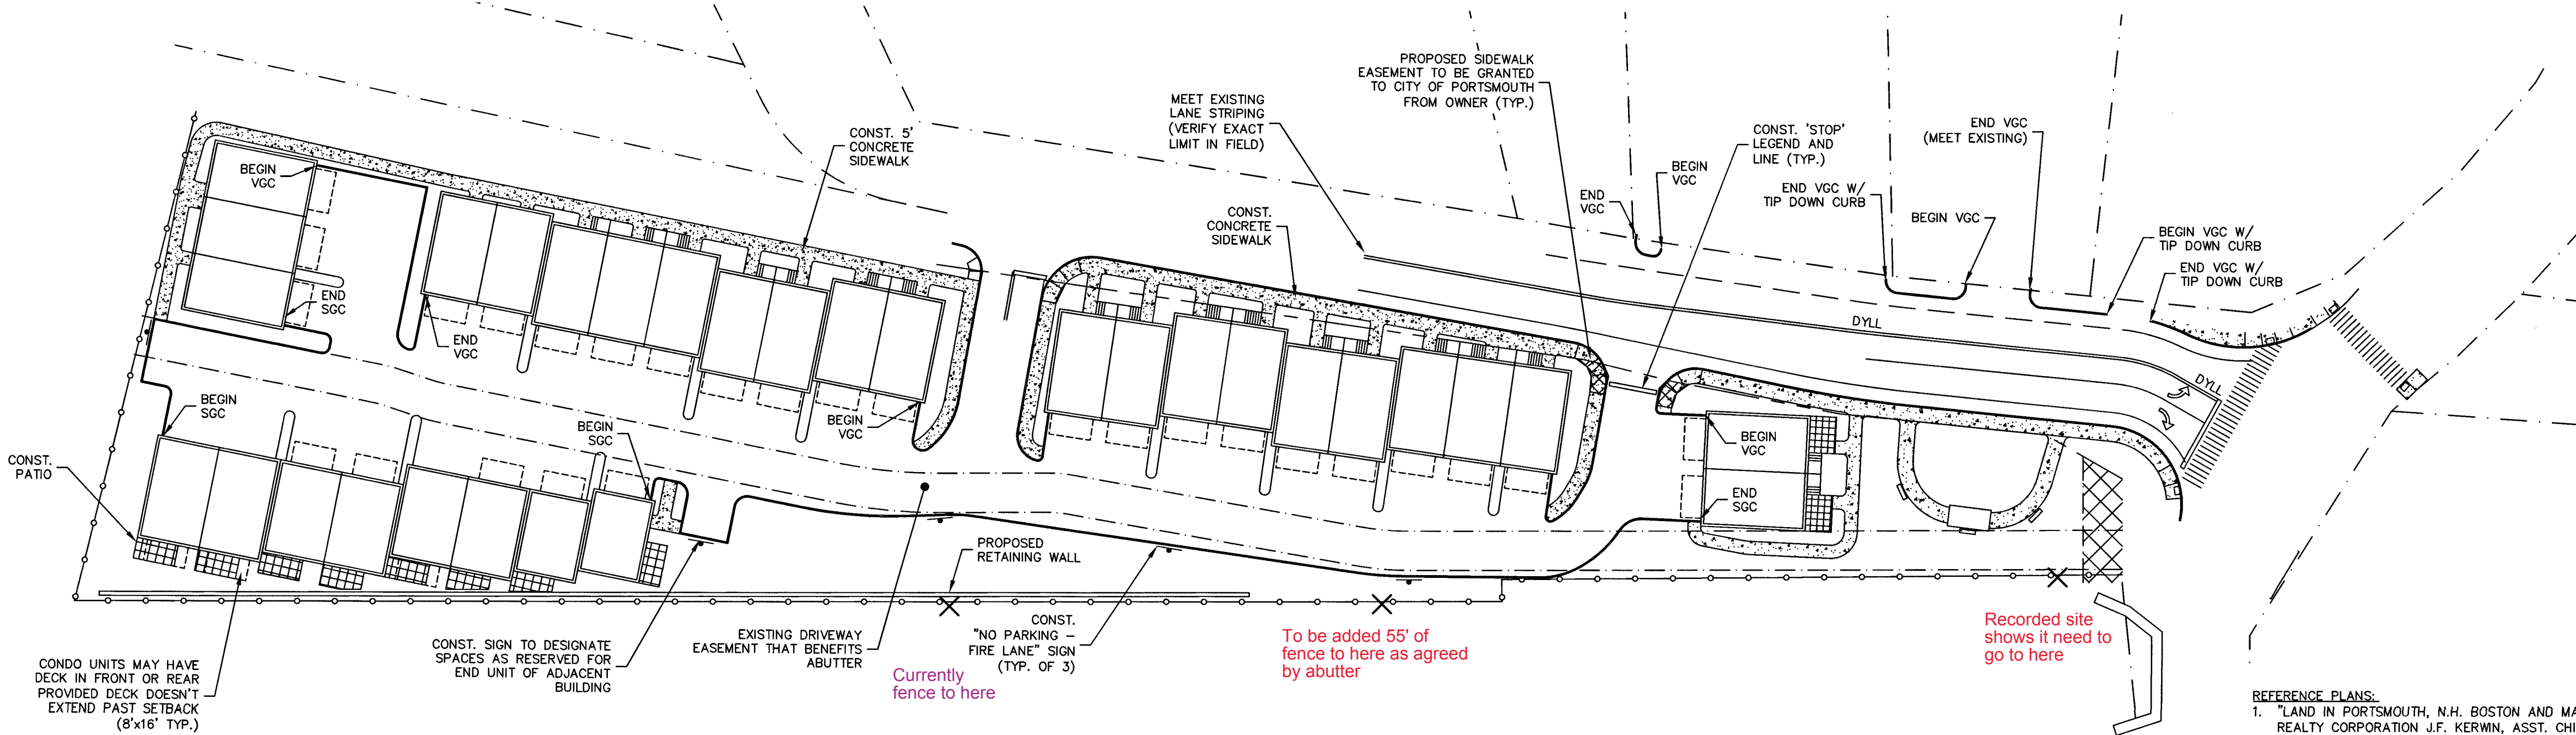 PROPOSED SIDEWALK
EASEMENT TO BE GRANTED
TO CITY OF PORTSMOUTH
FROM OWNER (TYP.)
MEET EXISTING
LANE STRIPING
(VERIFY EXACT
LIMIT IN FIELD)
CONST. 5'
CONCRETE
SIDEWALK
CONST. 'STOP'
LEGEND AND
LINE (TYP.)
END VGC
(MEET EXISTING)
BEGIN
VGC
BEGIN
VGC
END
VGC
END VGC W/
TIP DOWN CURB
BEGIN VGC
CONST.
CONCRETE
SIDEWALK
BEGIN VGC W/
TIP DOWN CURB
END VGC W/
TIP DOWN CURB
END
SGC
END
VGC
DYLL
DYLL
BEGIN
SGC
BEGIN
SGC
BEGIN
VGC
BEGIN
VGC
END
SGC
CONST.
PATIO
PROPOSED
RETAINING WALL
CONST.
"NO PARKING –
FIRE LANE" SIGN
(TYP. OF 3)
EXISTING DRIVEWAY
EASEMENT THAT BENEFITS
ABUTTER
CONST. SIGN TO DESIGNATE
SPACES AS RESERVED FOR
END UNIT OF ADJACENT
BUILDING
CONDO UNITS MAY HAVE
DECK IN FRONT OR REAR
PROVIDED DECK DOESN'T
EXTEND PAST SETBACK
(8'x16' TYP.)
Currently
fence to here
To be added 55' of
fence to here as agreed
by abutter
Recorded site
shows it need to
go to here
REFERENCE PLANS:
1. "LAND IN PORTSMOUTH, N.H. BOSTON AND MA
REALTY CORPORATION J.F. KERWIN, ASST. CHI